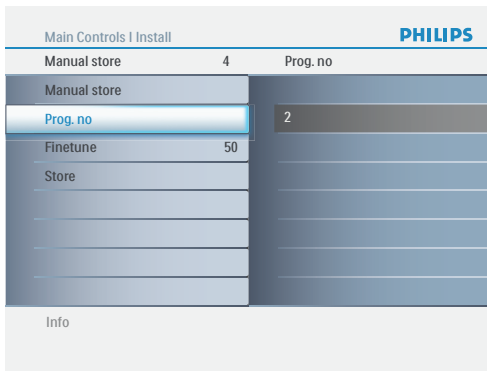 Main Controls I Install
PHILIPS
Manual store 4 Prog. no
Manual store
Prog. no 2
Finetune 50
Store
Info